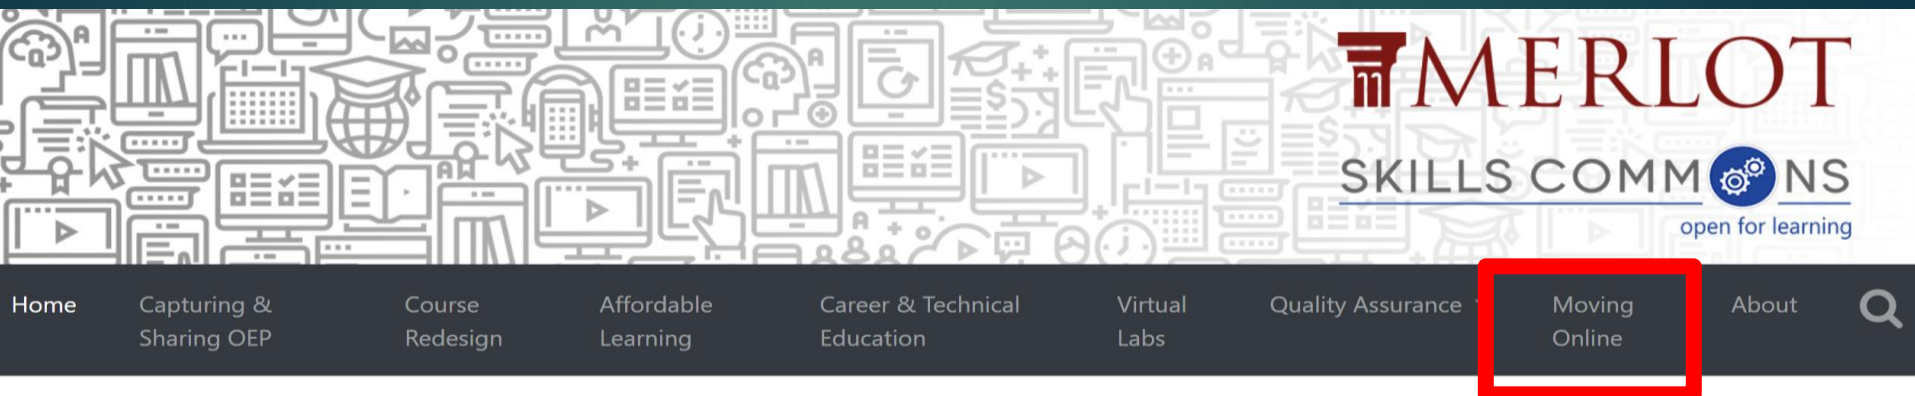 MERLOT
SKILLS COMMONS
open for learning
Home
Capturing &
Sharing OEP
Course
Redesign
Affordable
Learning
Career & Technical
Education
Virtual
Labs
Quality Assurance
Moving
Online
About